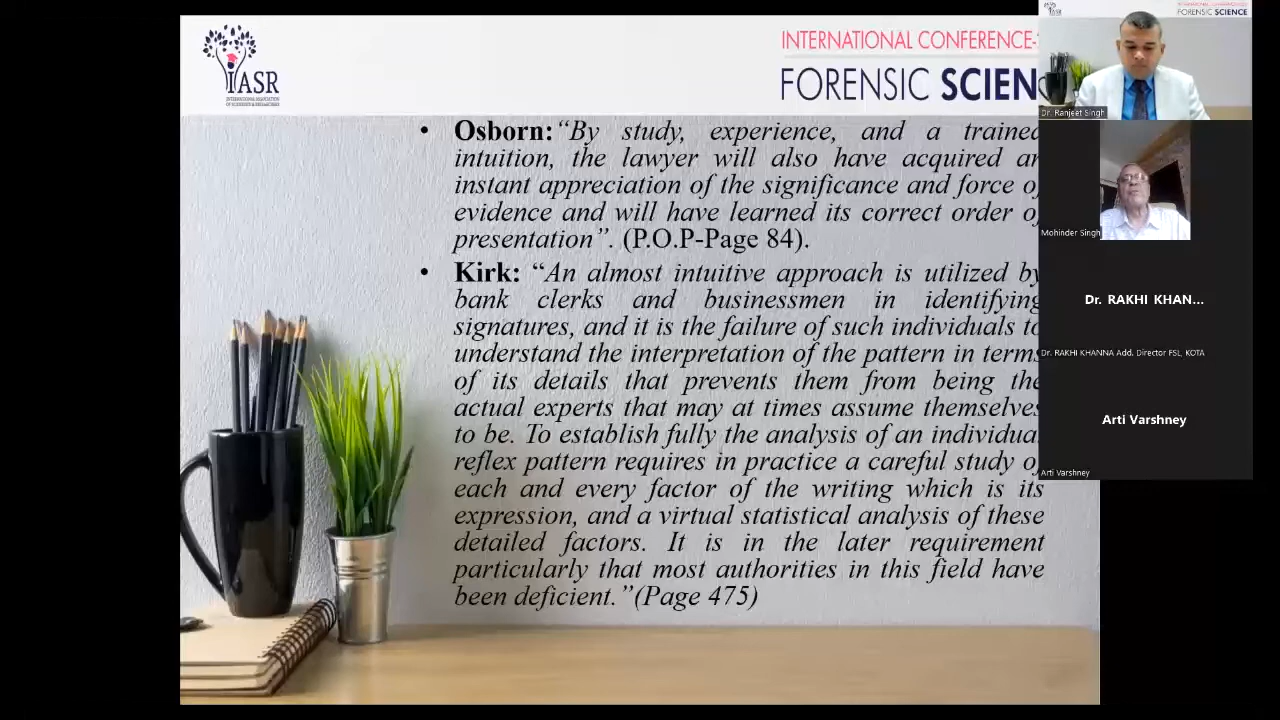 IASR
INTERNATIONAL ASSOCIATION
OF SCIENTISTS & RESEARCHERS
INTERNATIONAL CONFERENCE-
FORENSIC SCIEN
• Osborn:“By study, experience, and a trained
intuition, the lawyer will also have acquired an
instant appreciation of the significance and force of
evidence and will have learned its correct order of
presentation”. (P.O.P-Page 84).
• Kirk: “An almost intuitive approach is utilized by
bank clerks and businessmen in identifying
signatures, and it is the failure of such individuals to
understand the interpretation of the pattern in terms
of its details that prevents them from being the
actual experts that may at times assume themselves
to be. To establish fully the analysis of an individual
reflex pattern requires in practice a careful study of
each and every factor of the writing which is its
expression, and a virtual statistical analysis of these
detailed factors. It is in the later requirement
particularly that most authorities in this field have
been deficient.”(Page 475)
FORENSIC SCIENCE
Dr. Ranjeet Singh
Mohinder Singh
Dr. RAKHI KHAN...
Dr. RAKHI KHANNA Add. Director FSL, KOTA
Arti Varshney
Arti Varshney